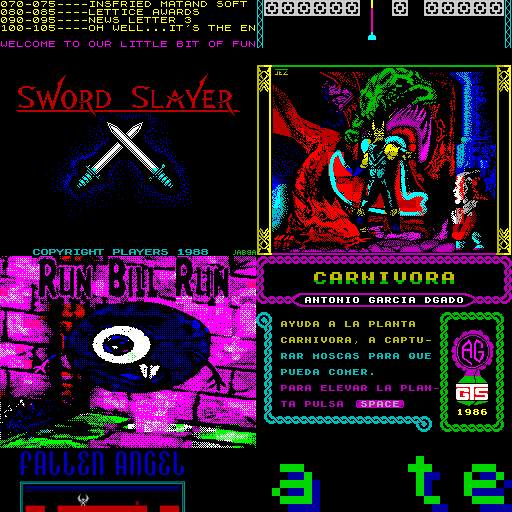 070-075----INSFRIED MATAND SOFT
080-085----LETTICE AWARDS
090-095----NEWS LETTER 3
100-105----OH WELL...IT'S THE EN
WELCOME TO OUR LITTLE BIT OF FUN
SWORD SLAYER
COPYRIGHT PLAYERS 1988
JEZ
RUN BILL RUN
CARNIVORA
ANTONIO GARCIA DGADO
AYUDA A LA PLANTA
CARNIVORA, A CAPTU-
RAR MOSCAS PARA QUE
PUEDA COMER.
PARA ELEVAR LA PLAN-
TA PULSA SPACE
AG
GTS
1986
FALLEN ANGEL
a te